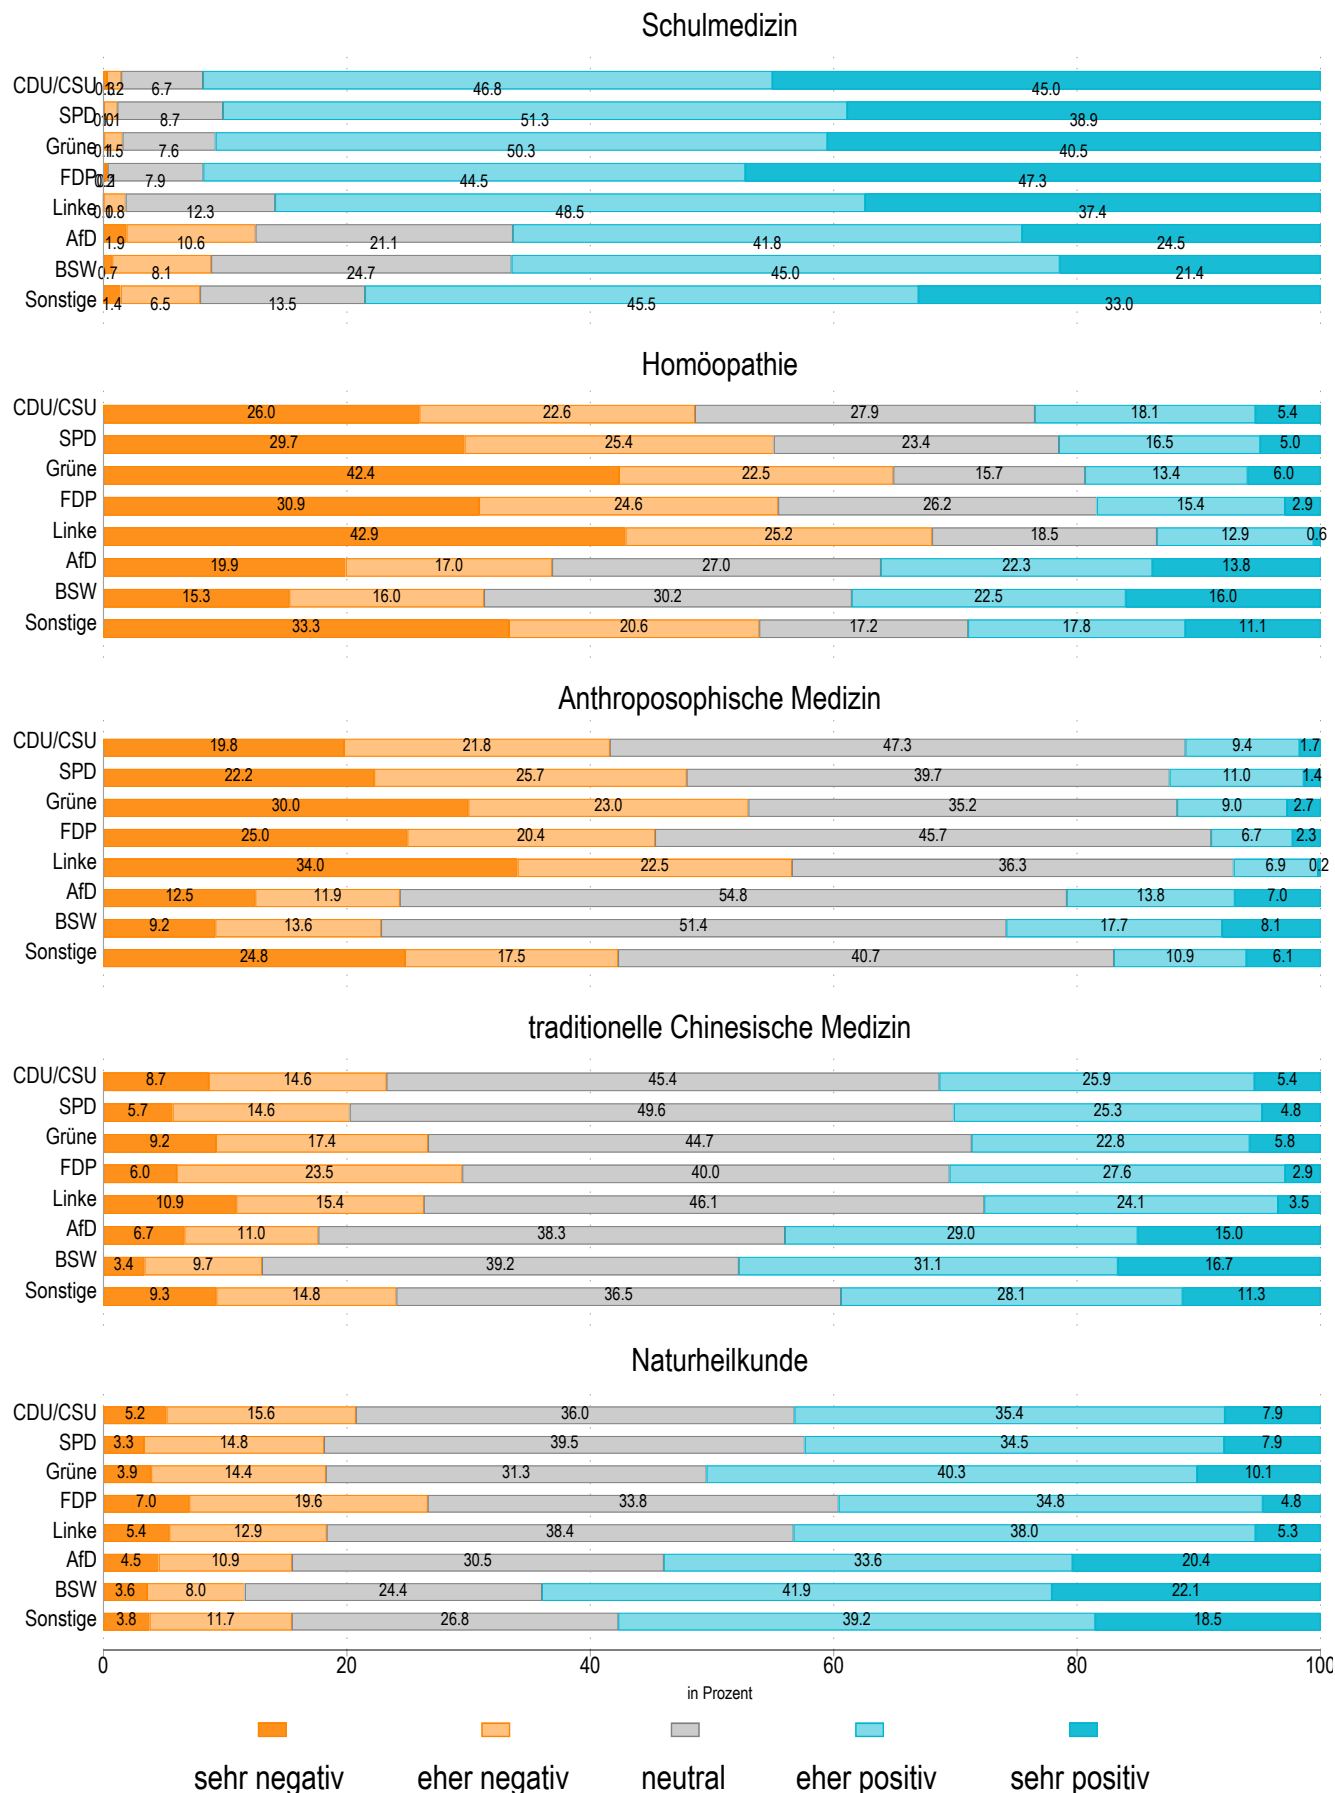 Schulmedizin
CDU/CSU 6.7 46.8 45.0
SPD 8.7 51.3 38.9
Grüne 7.6 50.3 40.5
FDP 7.9 44.5 47.3
Linke 12.3 48.5 37.4
AfD 1.9 10.6 21.1 41.8 24.5
BSW 0.7 8.1 24.7 45.0 21.4
Sonstige 1.4 6.5 13.5 45.5 33.0
Homöopathie
CDU/CSU 26.0 22.6 27.9 18.1 5.4
SPD 29.7 25.4 23.4 16.5 5.0
Grüne 42.4 22.5 15.7 13.4 6.0
FDP 30.9 24.6 26.2 15.4 2.9
Linke 42.9 25.2 18.5 12.9 0.6
AfD 19.9 17.0 27.0 22.3 13.8
BSW 15.3 16.0 30.2 22.5 16.0
Sonstige 33.3 20.6 17.2 17.8 11.1
Anthroposophische Medizin
CDU/CSU 19.8 21.8 47.3 9.4 1.7
SPD 22.2 25.7 39.7 11.0 1.4
Grüne 30.0 23.0 35.2 9.0 2.7
FDP 25.0 20.4 45.7 6.7 2.3
Linke 34.0 22.5 36.3 6.9 0.2
AfD 12.5 11.9 54.8 13.8 7.0
BSW 9.2 13.6 51.4 17.7 8.1
Sonstige 24.8 17.5 40.7 10.9 6.1
traditionelle Chinesische Medizin
CDU/CSU 8.7 14.6 45.4 25.9 5.4
SPD 5.7 14.6 49.6 25.3 4.8
Grüne 9.2 17.4 44.7 22.8 5.8
FDP 6.0 23.5 40.0 27.6 2.9
Linke 10.9 15.4 46.1 24.1 3.5
AfD 6.7 11.0 38.3 29.0 15.0
BSW 3.4 9.7 39.2 31.1 16.7
Sonstige 9.3 14.8 36.5 28.1 11.3
Naturheilkunde
CDU/CSU 5.2 15.6 36.0 35.4 7.9
SPD 3.3 14.8 39.5 34.5 7.9
Grüne 3.9 14.4 31.3 40.3 10.1
FDP 7.0 19.6 33.8 34.8 4.8
Linke 5.4 12.9 38.4 38.0 5.3
AfD 4.5 10.9 30.5 33.6 20.4
BSW 3.6 8.0 24.4 41.9 22.1
Sonstige 3.8 11.7 26.8 39.2 18.5
0 20 40 60 80 100
in Prozent
sehr negativ eher negativ neutral eher positiv sehr positiv